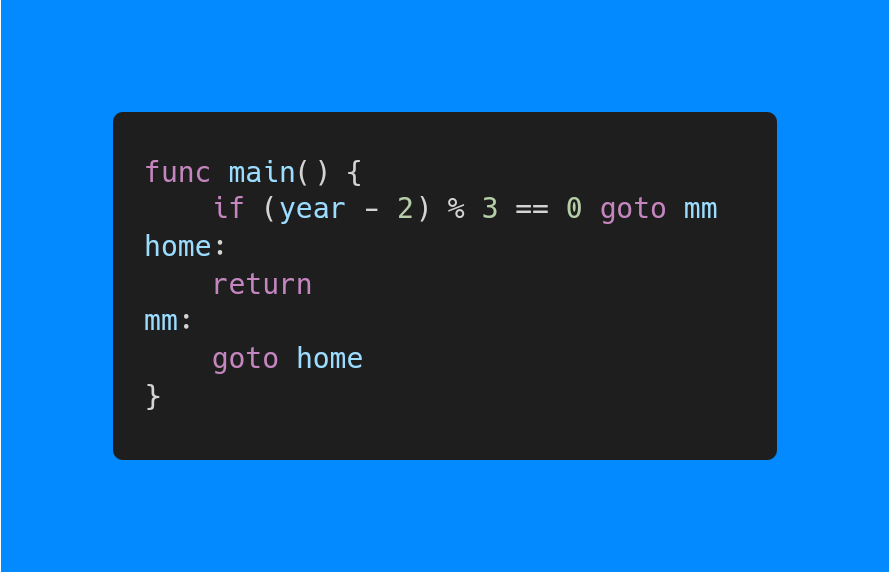 func main() {
    if (year - 2) % 3 == 0 goto mm
home:
    return
mm:
    goto home
}